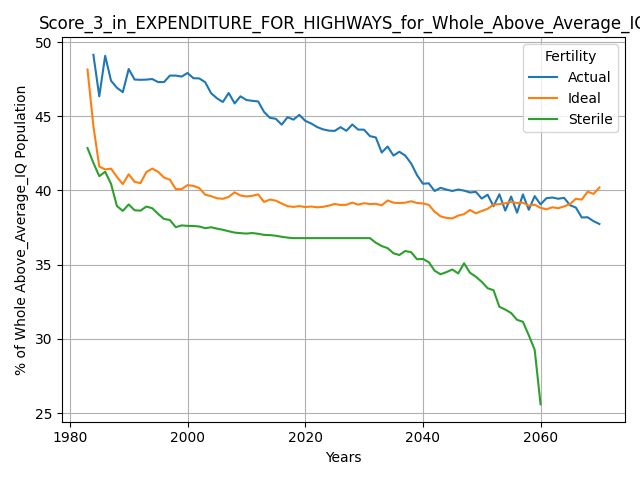 Score_3_in_EXPENDITURE_FOR_HIGHWAYS_for_Whole_Above_Average_IQ
50
45
40
35
30
25
% of Whole Above_Average_IQ Population
Fertility
Actual
Ideal
Sterile
1980
2000
2020
2040
2060
Years